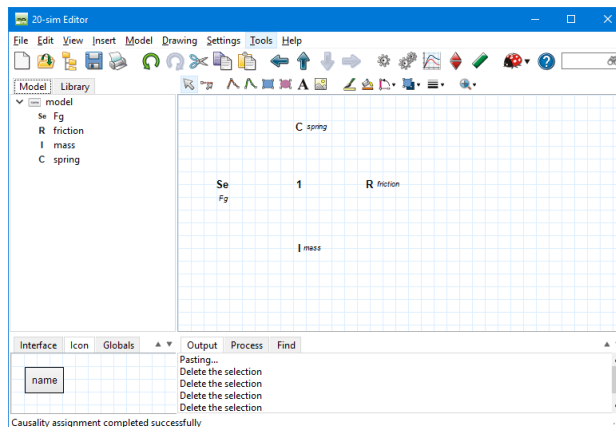 20-sim Editor
File Edit View Insert Model Drawing Settings Tools Help
Model Library
A
model
Se Fg
R friction
I mass
C spring
C spring
Se 1 R friction
Fg
I mass
Interface Icon Globals
Output Process Find
name
Pasting...
Delete the selection
Delete the selection
Delete the selection
Delete the selection
Causality assignment completed successfully